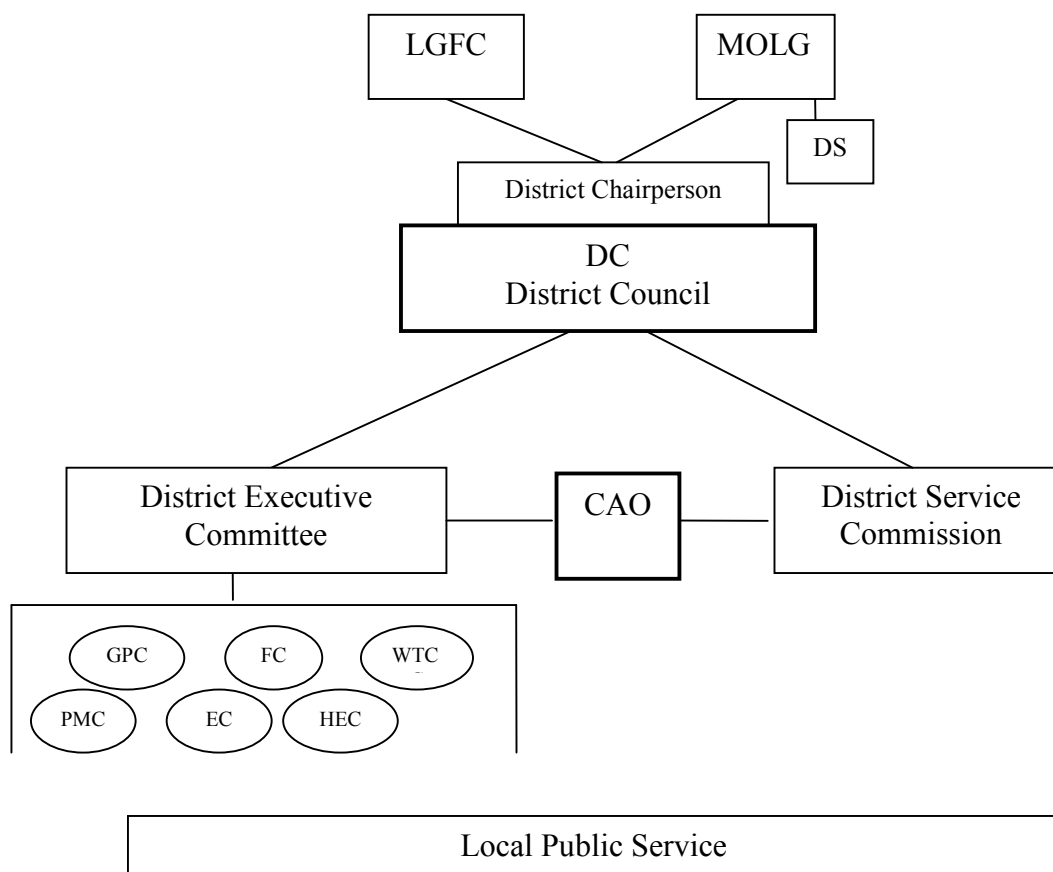 LGFC
MOLG
DS
District Chairperson
DC
District Council
District Executive
Committee
CAO
District Service
Commission
GPC
FC
WTC
PMC
EC
HEC
Local Public Service